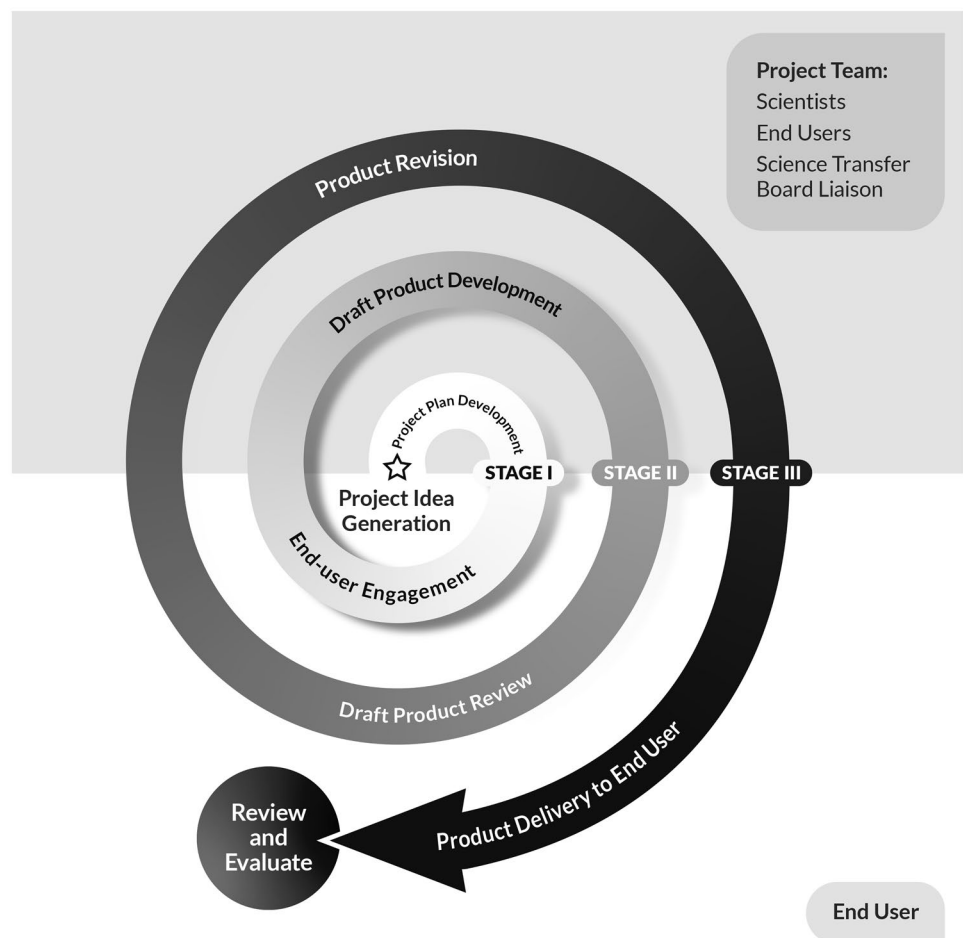 Project Team:
Scientists
End Users
Science Transfer
Board Liaison
Product Revision
Draft Product Development
Project Plan Development
STAGE I
STAGE II
STAGE III
Project Idea
Generation
End-user Engagement
Draft Product Review
Product Delivery to End User
Review
and
Evaluate
End User